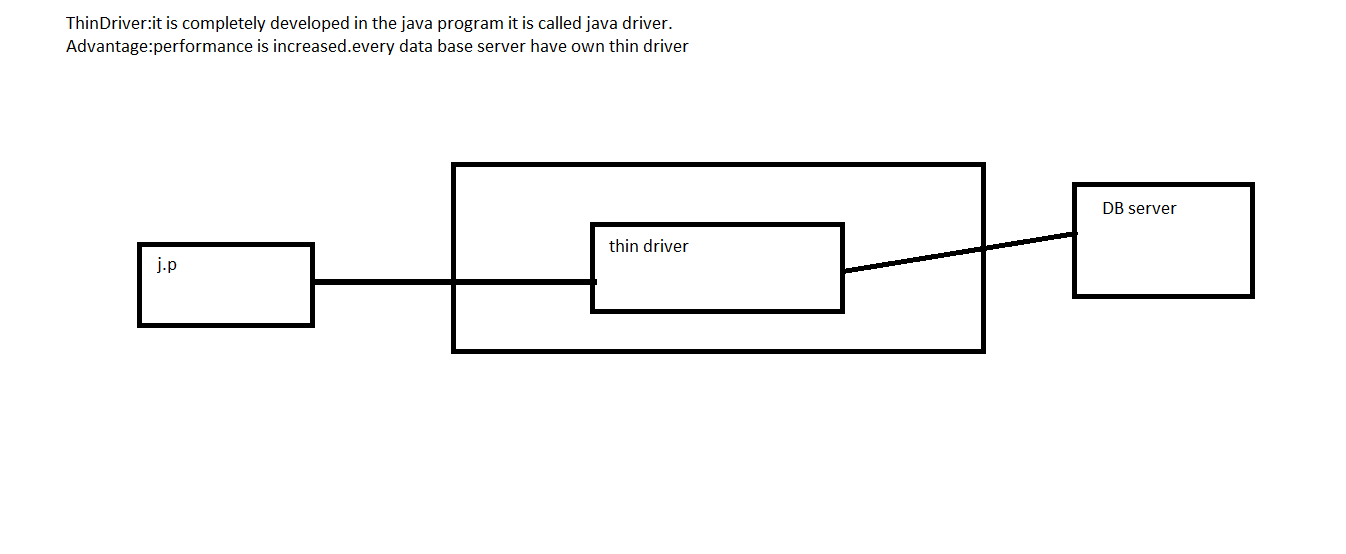 ThinDriver:it is completely developed in the java program it is called java driver.
Advantage:performance is increased.every data base server have own thin driver
DB server
thin driver
j.p